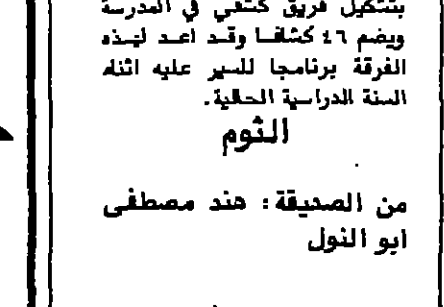 بتشكيل فريق كشفي في المدرسة
ويضم ٤٦ كشافا وقد اعد لهذه
الفرقة برنامجا للسير عليه اثناء
السنة الدراسية الحالية.
الثوم
من الصديقة: هند مصطفى
ابو النول